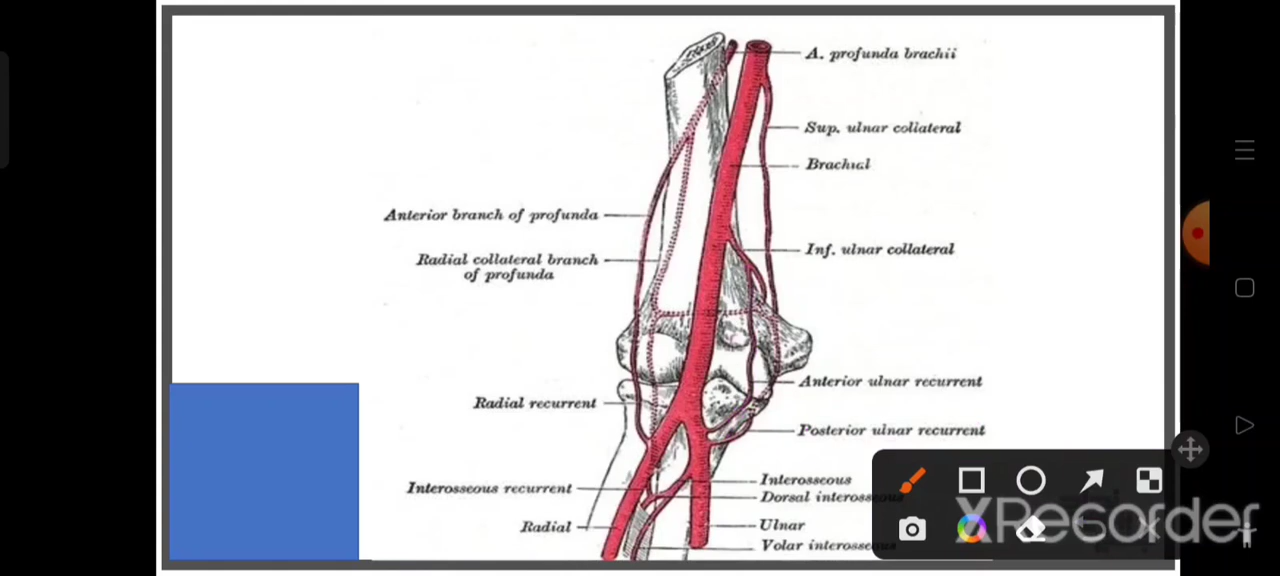 A. profunda brachii
Sup. ulnar collateral
Brachial
Anterior branch of profunda
Inf. ulnar collateral
Radial collateral branch
of profunda
Anterior ulnar recurrent
Radial recurrent
Posterior ulnar recurrent
Interosseous
Interosseous recurrent
Dorsal interosseous
Radial
Ulnar
Volar interosseous
XRecorder